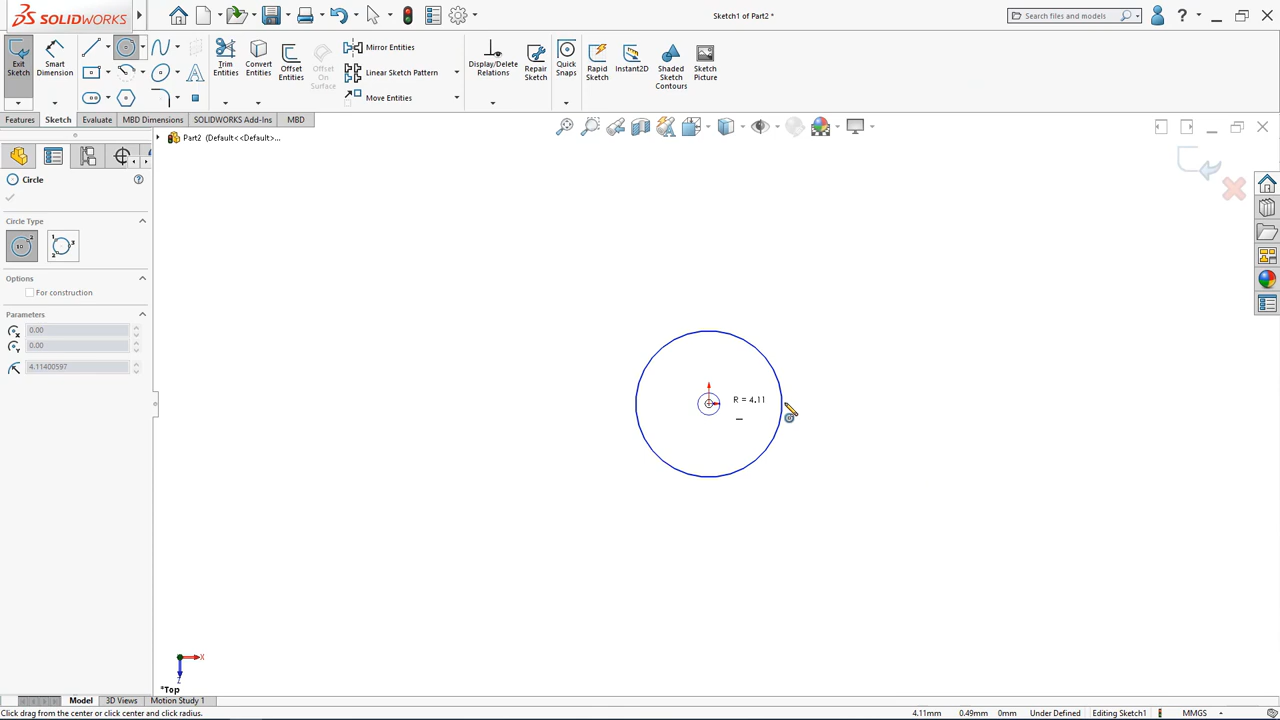 SOLIDWORKS
Sketch1 of Part2 *
Search files and models
Exit Sketch
Smart Dimension
Trim Entities
Convert Entities
Offset Entities
Offset On Surface
Mirror Entities
Linear Sketch Pattern
Move Entities
Display/Delete Relations
Repair Sketch
Quick Snaps
Rapid Sketch
Instant2D
Shaded Sketch Contours
Sketch Picture
Features
Sketch
Evaluate
MBD Dimensions
SOLIDWORKS Add-Ins
MBD
Part2 (Default<<Default>...
Circle
Circle Type
Options
For construction
Parameters
0.00
0.00
4.11400597
R = 4.11
X
Z
*Top
Model
3D Views
Motion Study 1
Click drag from the center or click center and click radius.
4.11mm
0.49mm
0mm
Under Defined
Editing Sketch1
MMGS